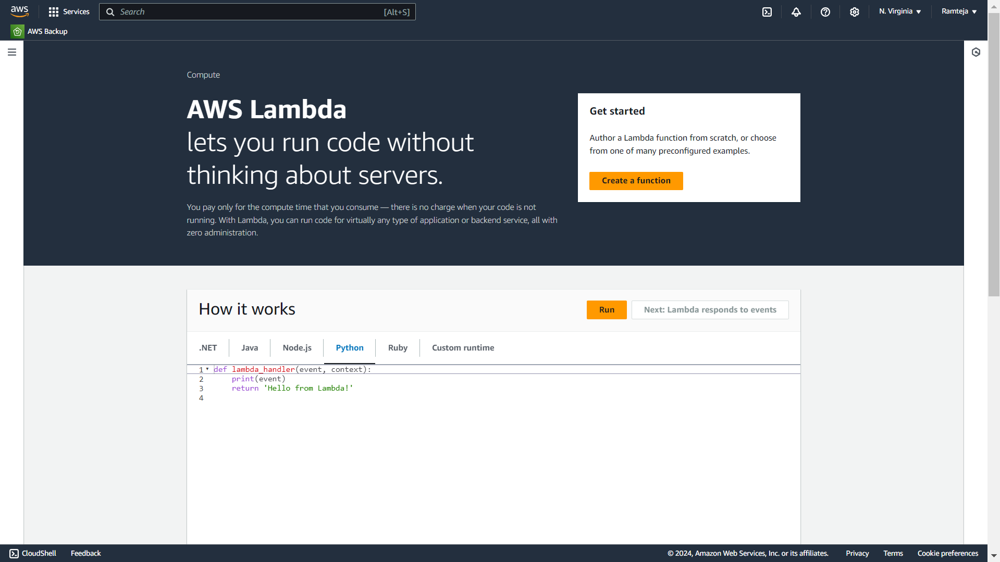 aws
Services
Search
[Alt+S]
N. Virginia
Ramteja
AWS Backup
Compute
AWS Lambda
lets you run code without
thinking about servers.
You pay only for the compute time that you consume — there is no charge when your code is not
running. With Lambda, you can run code for virtually any type of application or backend service, all with
zero administration.
Get started
Author a Lambda function from scratch, or choose
from one of many preconfigured examples.
Create a function
How it works
Run
Next: Lambda responds to events
.NET
Java
Node.js
Python
Ruby
Custom runtime
1 def lambda_handler(event, context):
2     print(event)
3     return 'Hello from Lambda!'
4
CloudShell
Feedback
© 2024, Amazon Web Services, Inc. or its affiliates.
Privacy
Terms
Cookie preferences